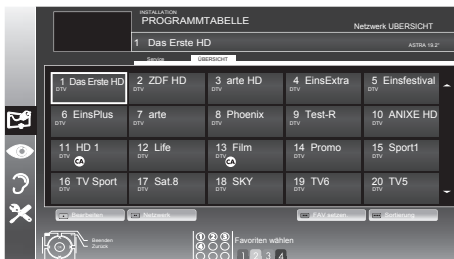 INSTALLATION
PROGRAMMTABELLE
Netzwerk UBERSICHT
1 Das Erste HD
ASTRA 19.2°
Service ÜBERSICHT
1 Das Erste HD 2 ZDF HD 3 arte HD 4 EinsExtra 5 Einsfestival
DTV DTV DTV DTV DTV
6 EinsPlus 7 arte 8 Phoenix 9 Test-R 10 ANIXE HD
DTV DTV DTV DTV DTV
11 HD 1 12 Life 13 Film 14 Promo 15 Sport1
DTV CA DTV DTV CA DTV DTV
16 TV Sport 17 Sat.8 18 SKY 19 TV6 20 TV5
DTV DTV DTV DTV DTV
Bearbeiten Netzwerk FAV setzen Sortierung
Beenden
Zurück
1 2 3
Favoriten wählen
1 2 3 4